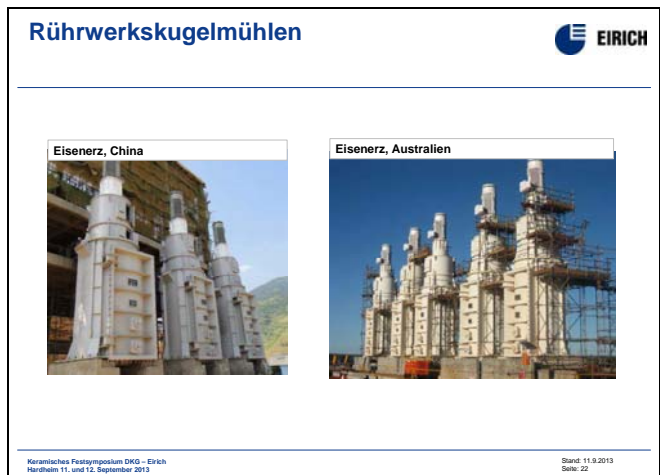 Rührwerkskugelmühlen
EIRICH
Eisenerz, China
Eisenerz, Australien
Keramisches Festsymposium DKG – Eirich
Hardheim 11. und 12. September 2013
Stand: 11.9.2013
Seite: 22